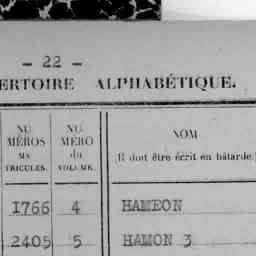 - 22 -
ERTOIRE ALPHABÉTIQUE.
NU
MÉROS
MA
TRICULES.
NU
MERO
du
VOLUME.
NOM
(Il doit être écrit en bâtarde.)
1766 4 HAMEON
2405 5 HAMON 3